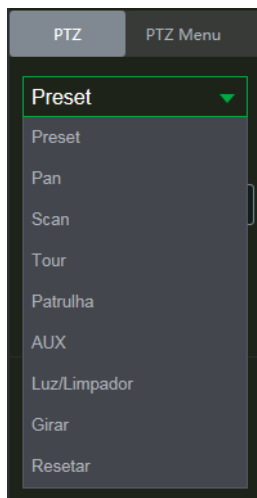 PTZ PTZ Menu
Preset
Preset
Pan
Scan
Tour
Patrulha
AUX
Luz/Limpador
Girar
Resetar